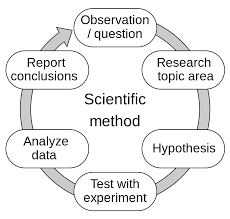 Observation
/ question
Research
topic area
Hypothesis
Test with
experiment
Analyze
data
Report
conclusions
Scientific
method